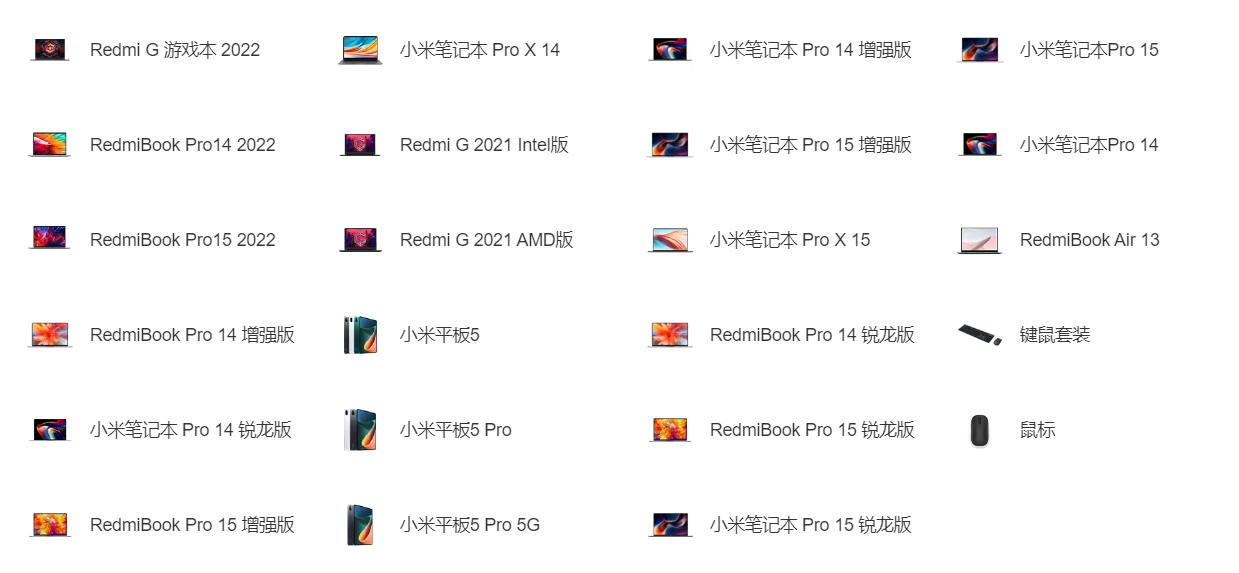 Redmi G 游戏本 2022
RedmiBook Pro14 2022
RedmiBook Pro15 2022
RedmiBook Pro 14 增强版
小米笔记本 Pro 14 锐龙版
RedmiBook Pro 15 增强版
小米笔记本 Pro X 14
Redmi G 2021 Intel版
Redmi G 2021 AMD版
小米平板5
小米平板5 Pro
小米平板5 Pro 5G
小米笔记本 Pro 14 增强版
小米笔记本 Pro 15 增强版
小米笔记本 Pro X 15
RedmiBook Pro 14 锐龙版
RedmiBook Pro 15 锐龙版
小米笔记本 Pro 15 锐龙版
小米笔记本Pro 15
小米笔记本Pro 14
RedmiBook Air 13
键鼠套装
鼠标